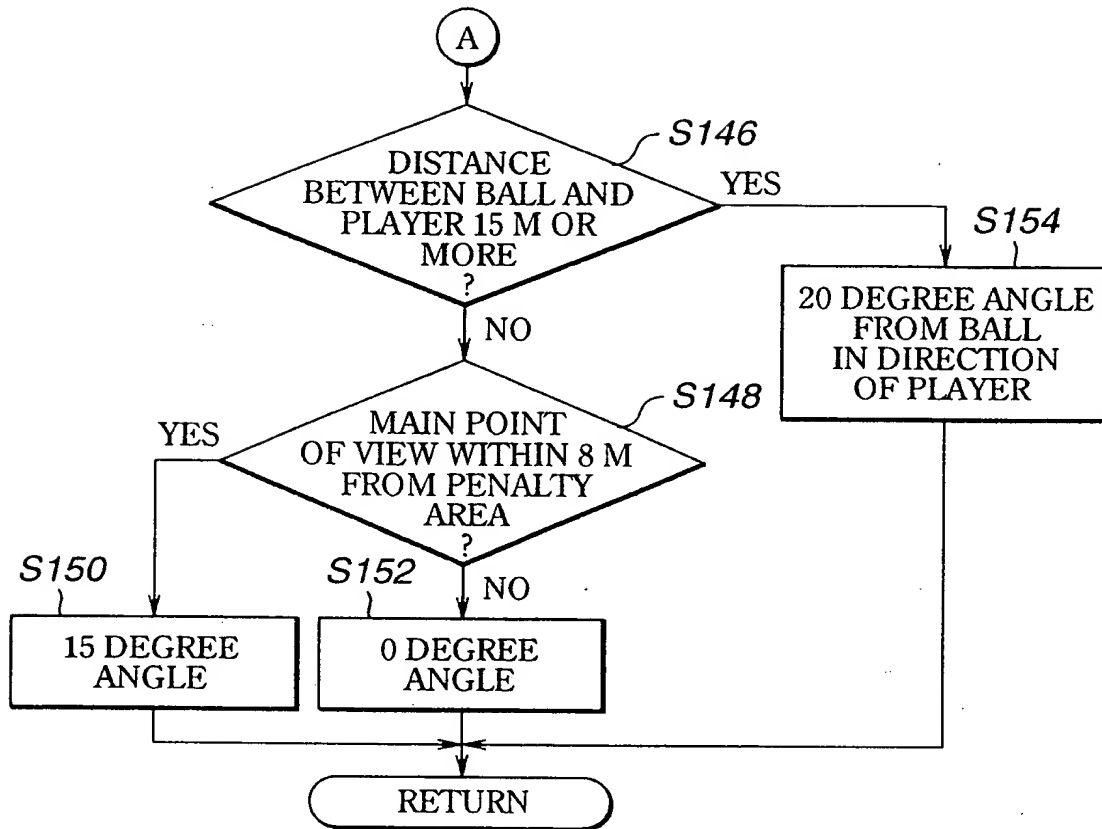 A
S146
DISTANCE
BETWEEN BALL AND
PLAYER 15 M OR
MORE
?
YES
S154
20 DEGREE ANGLE
FROM BALL
IN DIRECTION
OF PLAYER
NO
S148
MAIN POINT
OF VIEW WITHIN 8 M
FROM PENALTY
AREA
?
YES
S150
15 DEGREE
ANGLE
S152
NO
0 DEGREE
ANGLE
RETURN